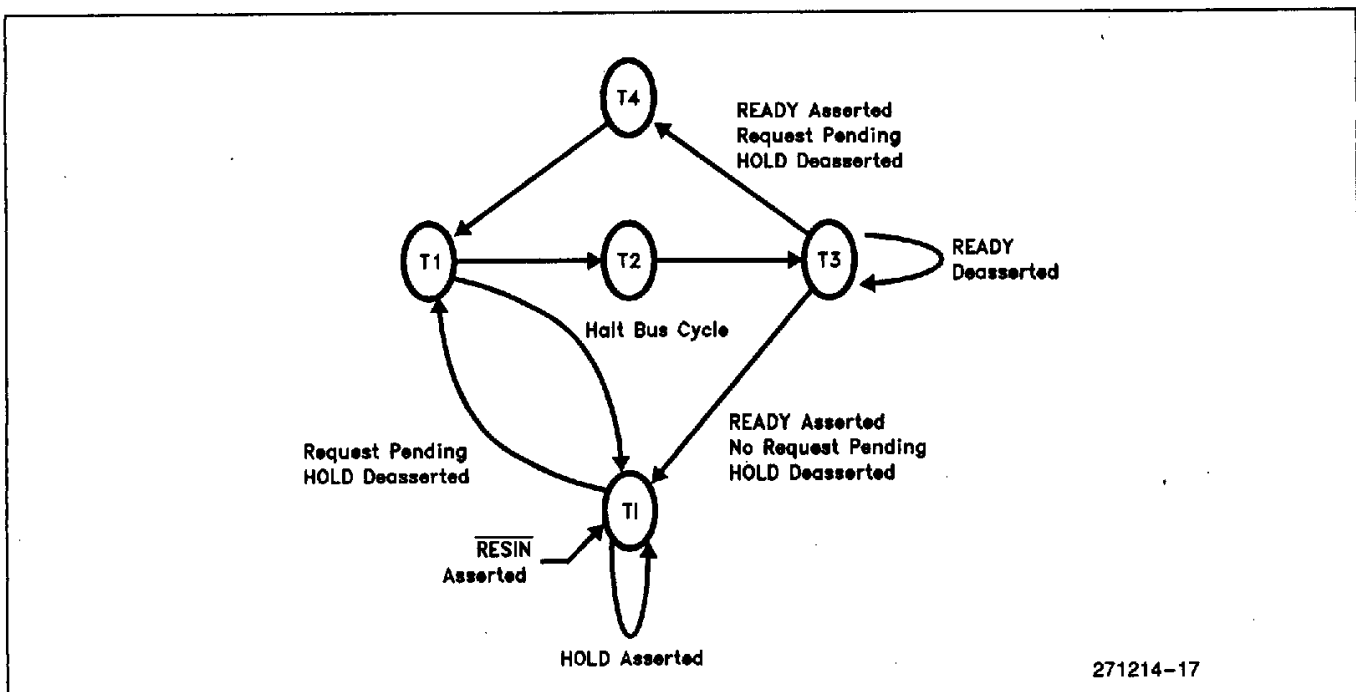 T4
READY Asserted
Request Pending
HOLD Deasserted
T1
T2
T3
READY
Deasserted
Halt Bus Cycle
READY Asserted
No Request Pending
HOLD Deasserted
Request Pending
HOLD Deasserted
TI
RESIN
Asserted
HOLD Asserted
271214-17